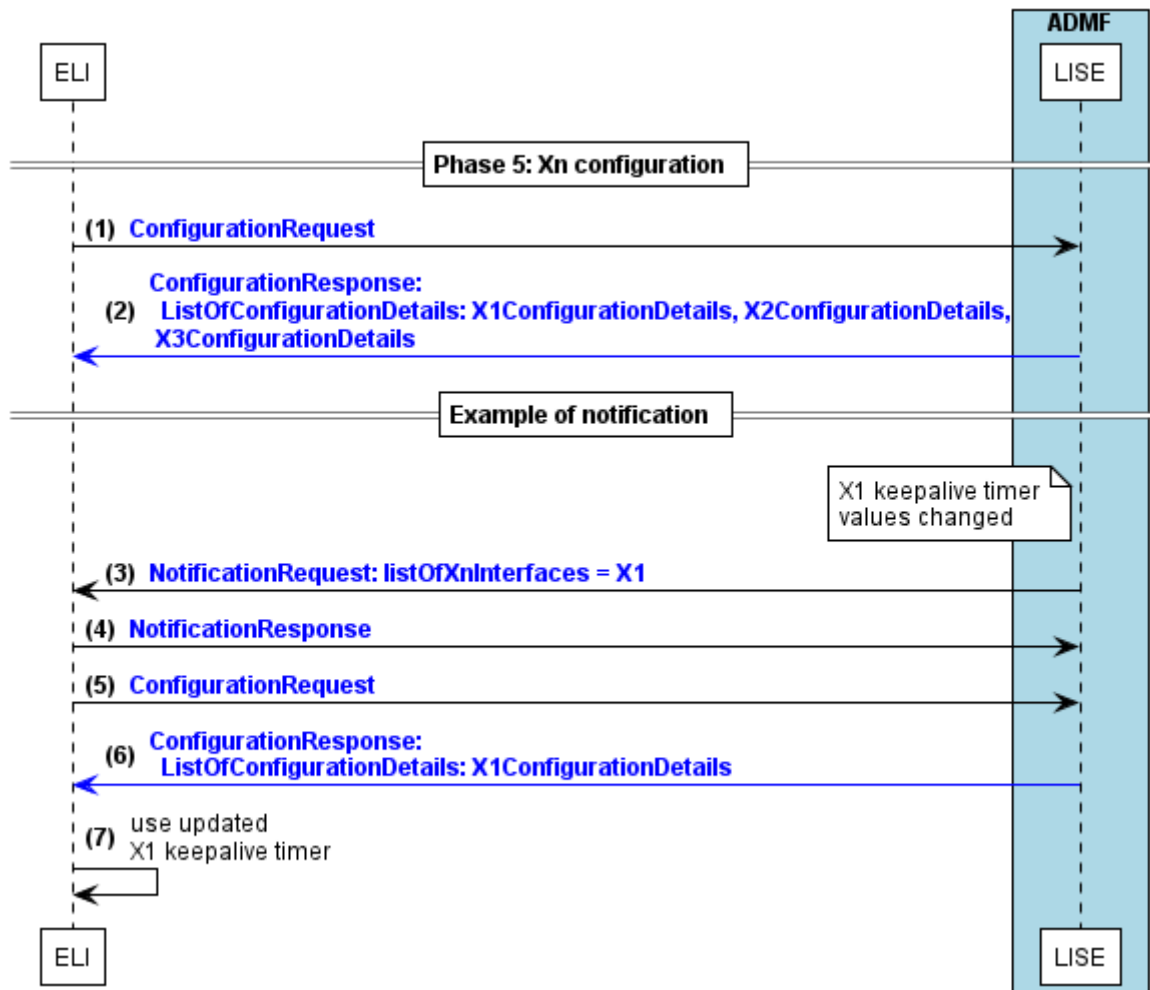 ADMF
ELI
LISE
Phase 5: Xn configuration
(1) ConfigurationRequest
ConfigurationResponse:
(2) ListOfConfigurationDetails: X1ConfigurationDetails, X2ConfigurationDetails,
X3ConfigurationDetails
Example of notification
X1 keepalive timer
values changed
(3) NotificationRequest: listOfXnInterfaces = X1
(4) NotificationResponse
(5) ConfigurationRequest
ConfigurationResponse:
(6) ListOfConfigurationDetails: X1ConfigurationDetails
(7) use updated
X1 keepalive timer
ELI
LISE